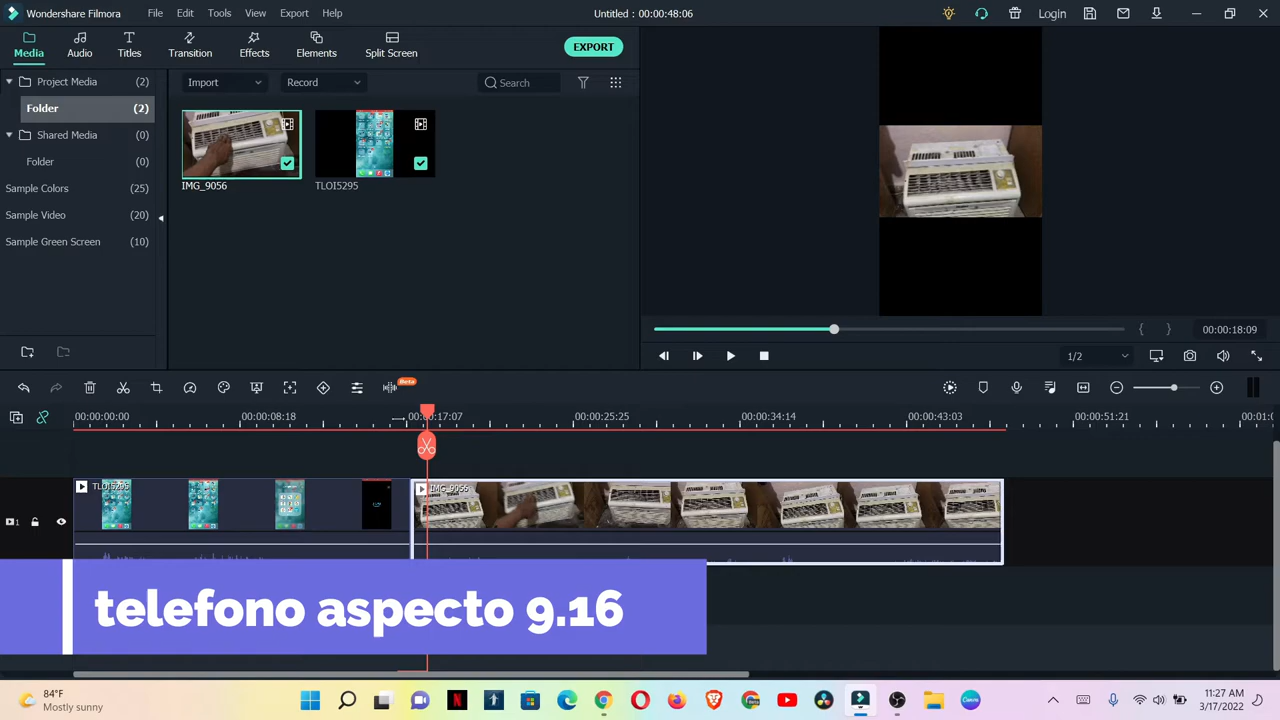 Wondershare Filmora
File Edit Tools View Export Help
Untitled : 00:00:48:06
Login
Media Audio Titles Transition Effects Elements Split Screen
EXPORT
Project Media (2)
Folder (2)
Shared Media (0)
Folder (0)
Sample Colors (25)
Sample Video (20)
Sample Green Screen (10)
Import Record Search
IMG_9056 TLOI5295
00:00:18:09
1/2
Beta
00:00:00:00 00:00:08:18 00:00:17:07 00:00:25:25 00:00:34:14 00:00:43:03 00:00:51:21 00:01:0
TLOI5295 IMG_9056
1
telefono aspecto 9.16
84°F
Mostly sunny
11:27 AM
3/17/2022